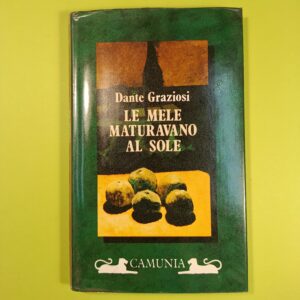 Dante Graziosi
LE MELE
MATURAVANO
AL SOLE
CAMUNIA